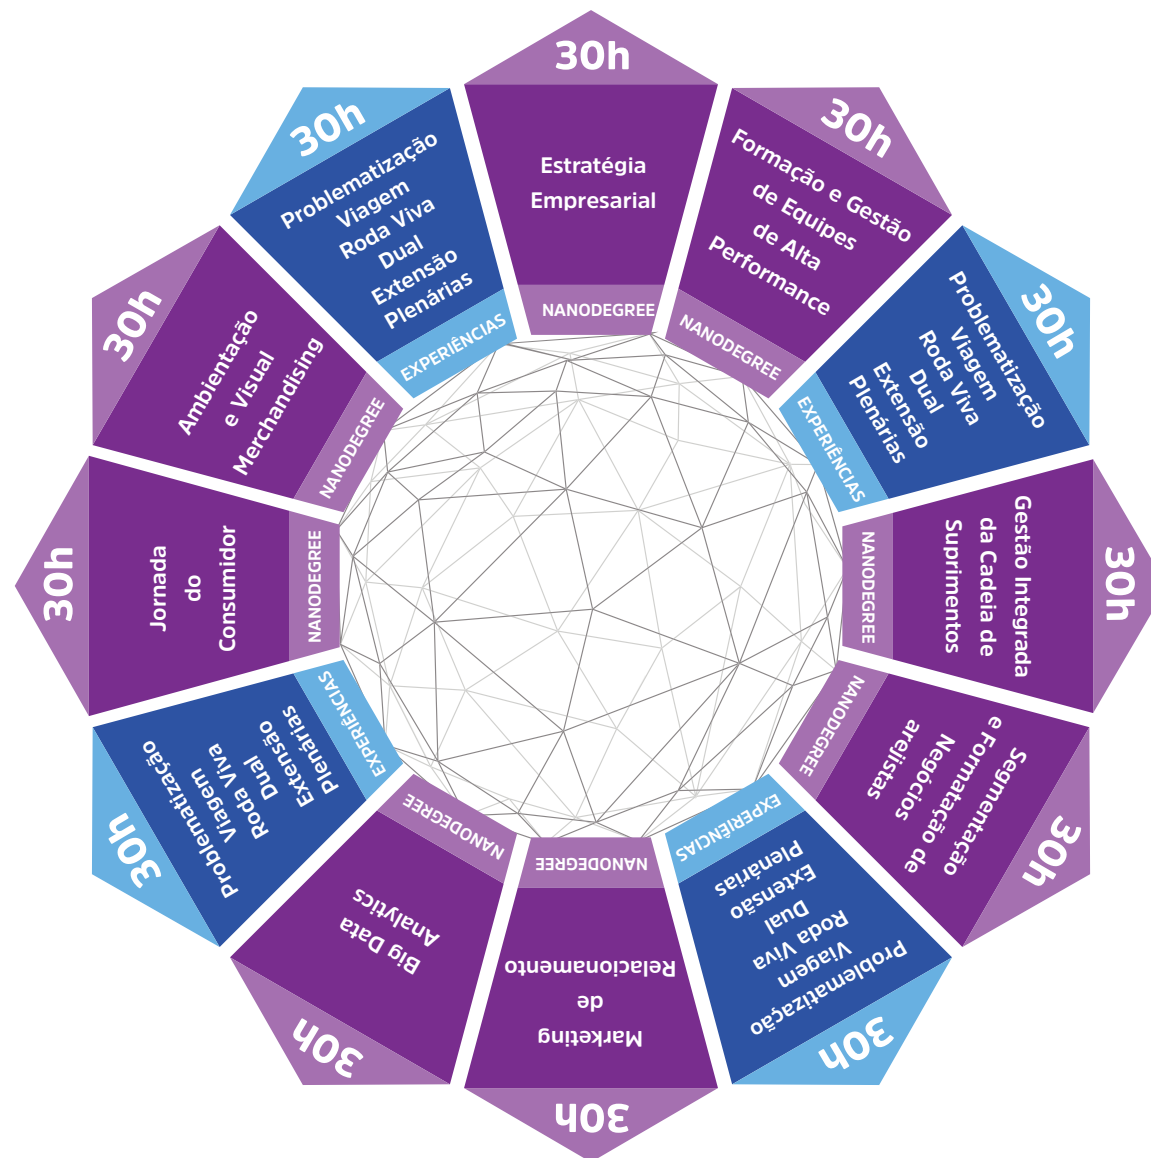 30h
Estratégia
Empresarial
NANODEGREE
30h
Formação e Gestão
de Equipes
de Alta
Performance
NANODEGREE
30h
Problematização
Viagem
Roda Viva
Dual
Extensão
Plenárias
EXPERIÊNCIAS
30h
Gestão Integrada
da Cadeia de
Suprimentos
NANODEGREE
30h
Segmentação
e Formatação de
Negócios
arejistas
NANODEGREE
30h
Problematização
Viagem
Roda Viva
Dual
Extensão
Plenárias
EXPERIÊNCIAS
30h
Marketing
de
Relacionamento
NANODEGREE
30h
Big Data
Analytics
NANODEGREE
30h
Problematização
Viagem
Roda Viva
Dual
Extensão
Plenárias
EXPERIÊNCIAS
30h
Jornada
do
Consumidor
NANODEGREE
30h
Ambientação
e Visual
Merchandising
NANODEGREE
30h
Problematização
Viagem
Roda Viva
Dual
Extensão
Plenárias
EXPERIÊNCIAS